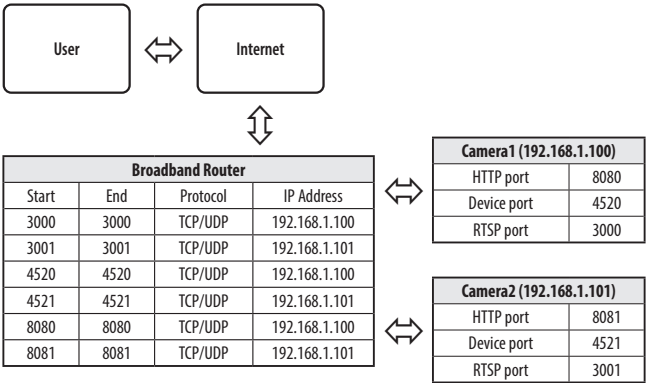 User
Internet
Broadband Router
Start End Protocol IP Address
3000 3000 TCP/UDP 192.168.1.100
3001 3001 TCP/UDP 192.168.1.101
4520 4520 TCP/UDP 192.168.1.100
4521 4521 TCP/UDP 192.168.1.101
8080 8080 TCP/UDP 192.168.1.100
8081 8081 TCP/UDP 192.168.1.101
Camera1 (192.168.1.100)
HTTP port 8080
Device port 4520
RTSP port 3000
Camera2 (192.168.1.101)
HTTP port 8081
Device port 4521
RTSP port 3001